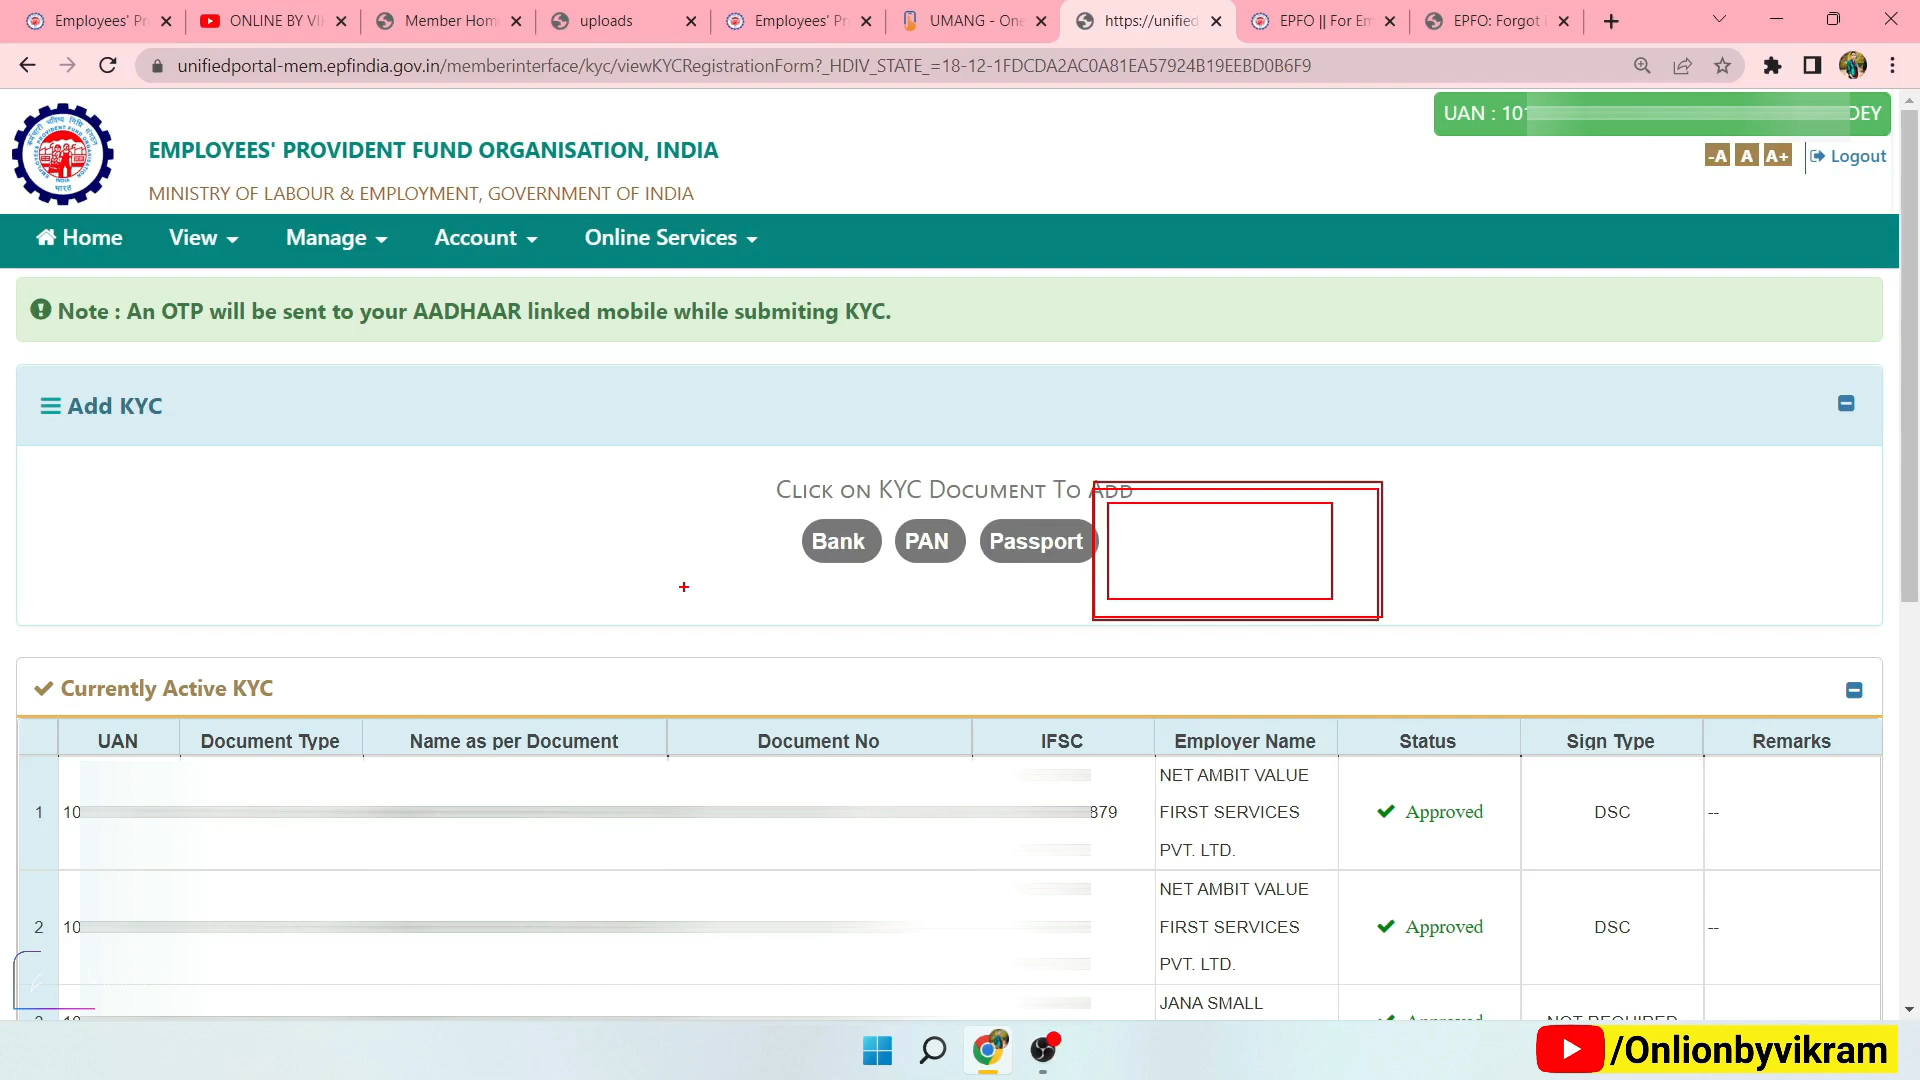 Employees' Pr
ONLINE BY VI
Member Hom
uploads
Employees' Pr
UMANG - One
https://unified
EPFO || For Em
EPFO: Forgot
unifiedportal-mem.epfindia.gov.in/memberinterface/kyc/viewKYCRegistrationForm?_HDIV_STATE_=18-12-1FDCDA2AC0A81EA57924B19EEBD0B6F9
UAN : 101 DEY
EMPLOYEES' PROVIDENT FUND ORGANISATION, INDIA
-A A A+ Logout
MINISTRY OF LABOUR & EMPLOYMENT, GOVERNMENT OF INDIA
Home View Manage Account Online Services
Note : An OTP will be sent to your AADHAAR linked mobile while submiting KYC.
Add KYC
CLICK ON KYC DOCUMENT TO ADD
Bank PAN Passport
Currently Active KYC
UAN Document Type Name as per Document Document No IFSC Employer Name Status Sign Type Remarks
1 10 879 NET AMBIT VALUE FIRST SERVICES PVT. LTD. Approved DSC --
2 10 NET AMBIT VALUE FIRST SERVICES PVT. LTD. Approved DSC --
JANA SMALL Approved NOT REQUIRED
/Onlionbyvikram